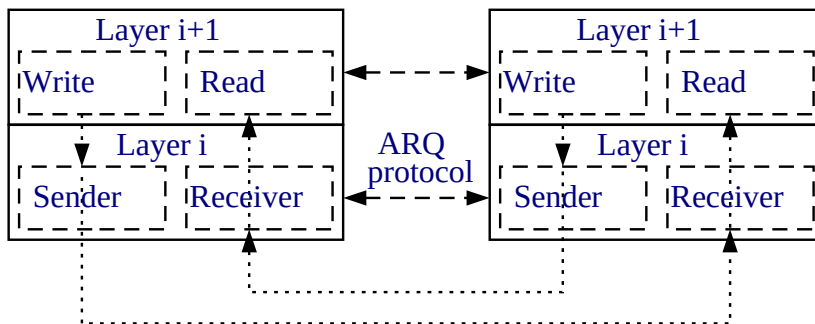 Layer i+1
Write Read
Layer i
Sender Receiver
ARQ
protocol
Layer i+1
Write Read
Layer i
Sender Receiver